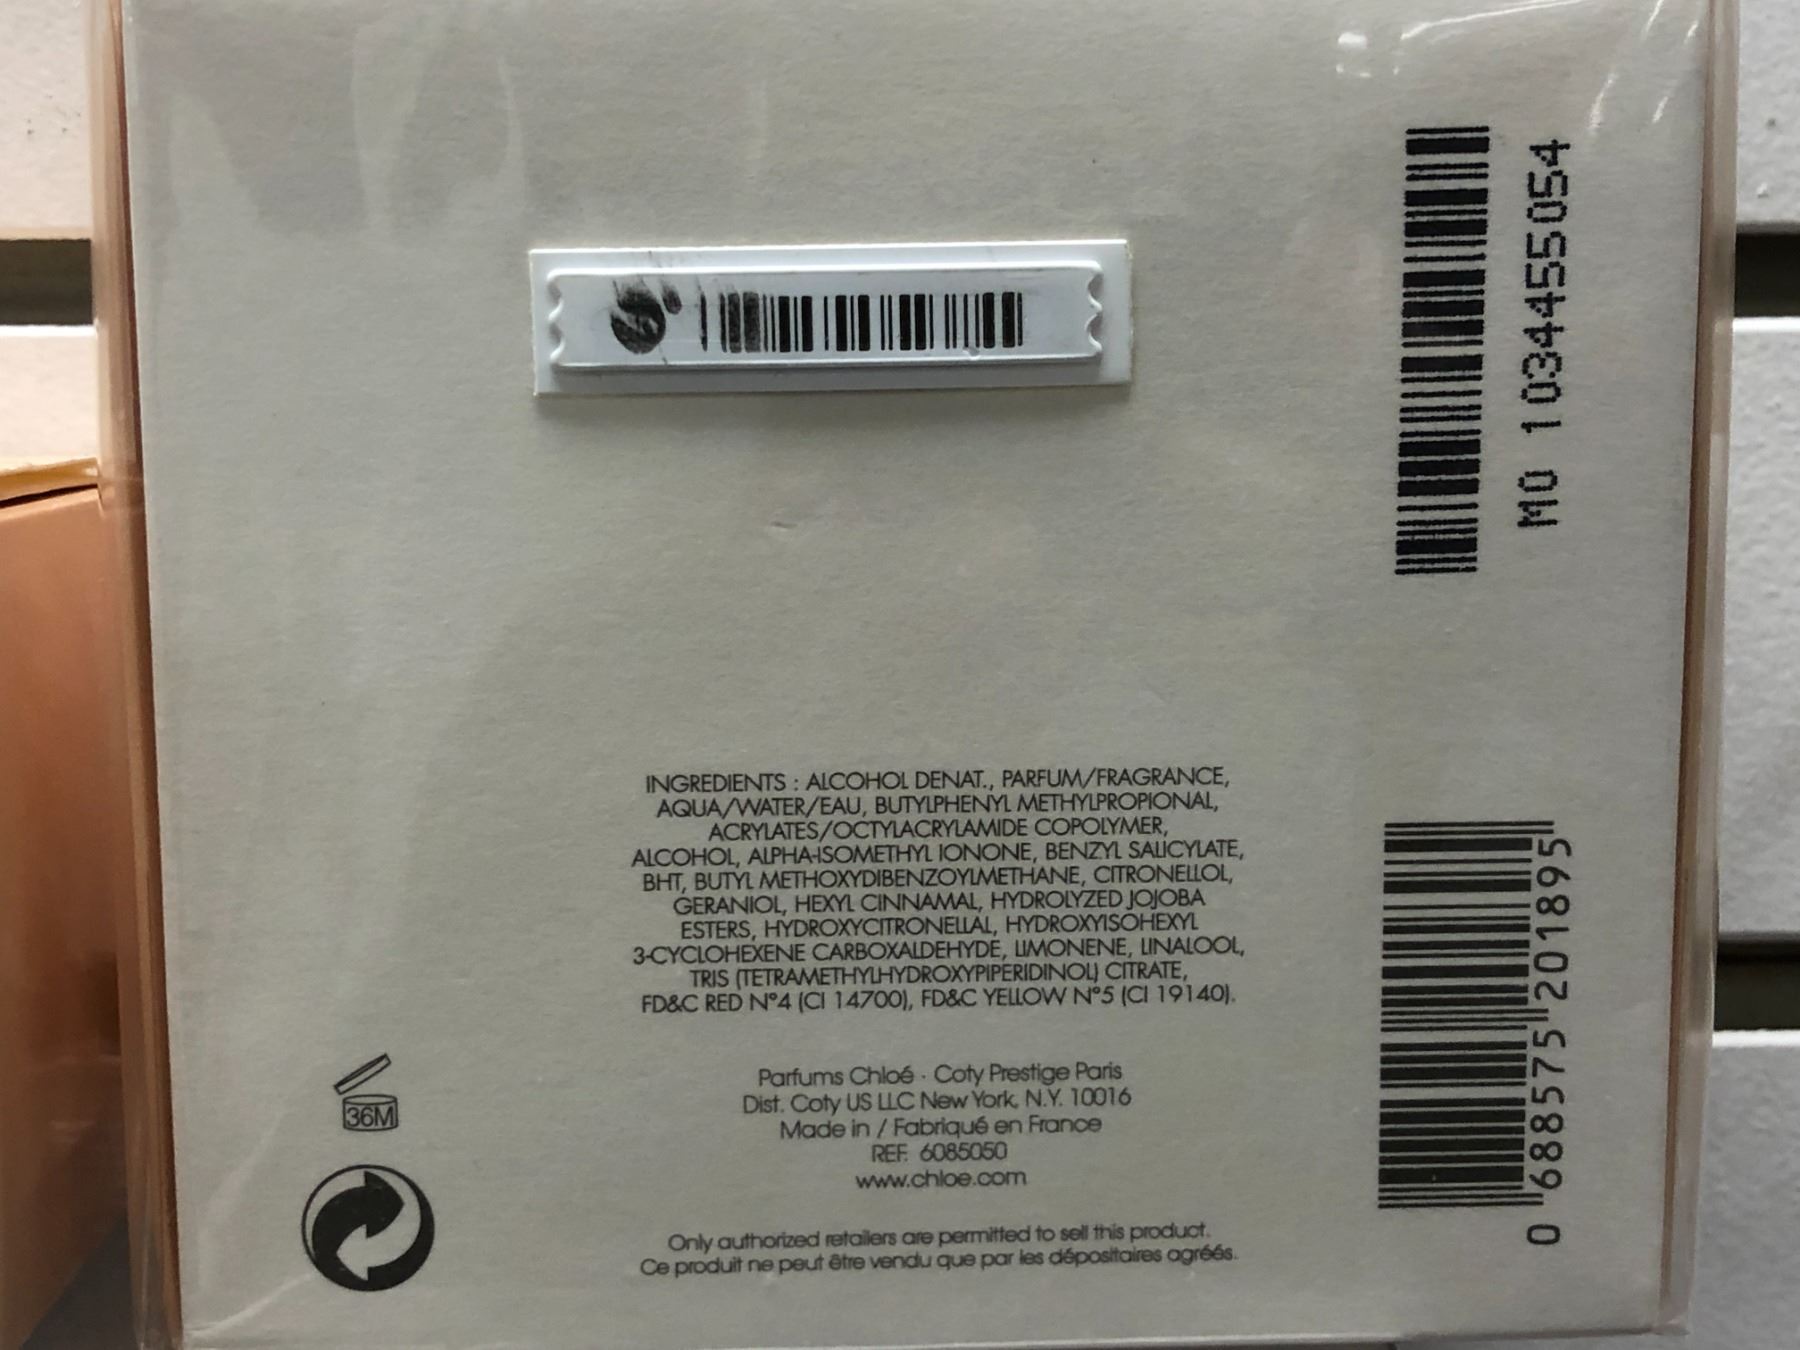 MO 1034455054
INGREDIENTS : ALCOHOL DENAT., PARFUM/FRAGRANCE,
AQUA/WATER/EAU, BUTYLPHENYL METHYLPROPIONAL,
ACRYLATES/OCTYLACRYLAMIDE COPOLYMER,
ALCOHOL, ALPHA-ISOMETHYL IONONE, BENZYL SALICYLATE,
BHT, BUTYL METHOXYDIBENZOYLMETHANE, CITRONELLOL,
GERANIOL, HEXYL CINNAMAL, HYDROLYZED JOJOBA
ESTERS, HYDROXYCITRONELLAL, HYDROXYISOHEXYL
3-CYCLOHEXENE CARBOXALDEHYDE, LIMONENE, LINALOOL,
TRIS (TETRAMETHYLHYDROXYPIPERIDINOL) CITRATE,
FD&C RED N°4 (CI 14700), FD&C YELLOW N°5 (CI 19140).
36M
Parfums Chloé · Coty Prestige Paris
Dist. Coty US LLC New York, N.Y. 10016
Made in / Fabriqué en France
REF. 6085050
www.chloe.com
Only authorized retailers are permitted to sell this product.
Ce produit ne peut être vendu que par les dépositaires agréés.
0 688575 201895